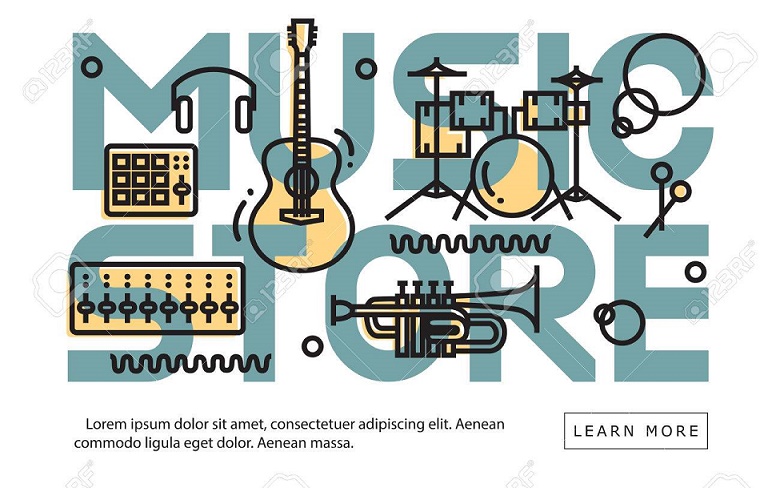 MUSIC
STORE
Lorem ipsum dolor sit amet, consectetuer adipiscing elit. Aenean
commodo ligula eget dolor. Aenean massa.
LEARN MORE
123RF